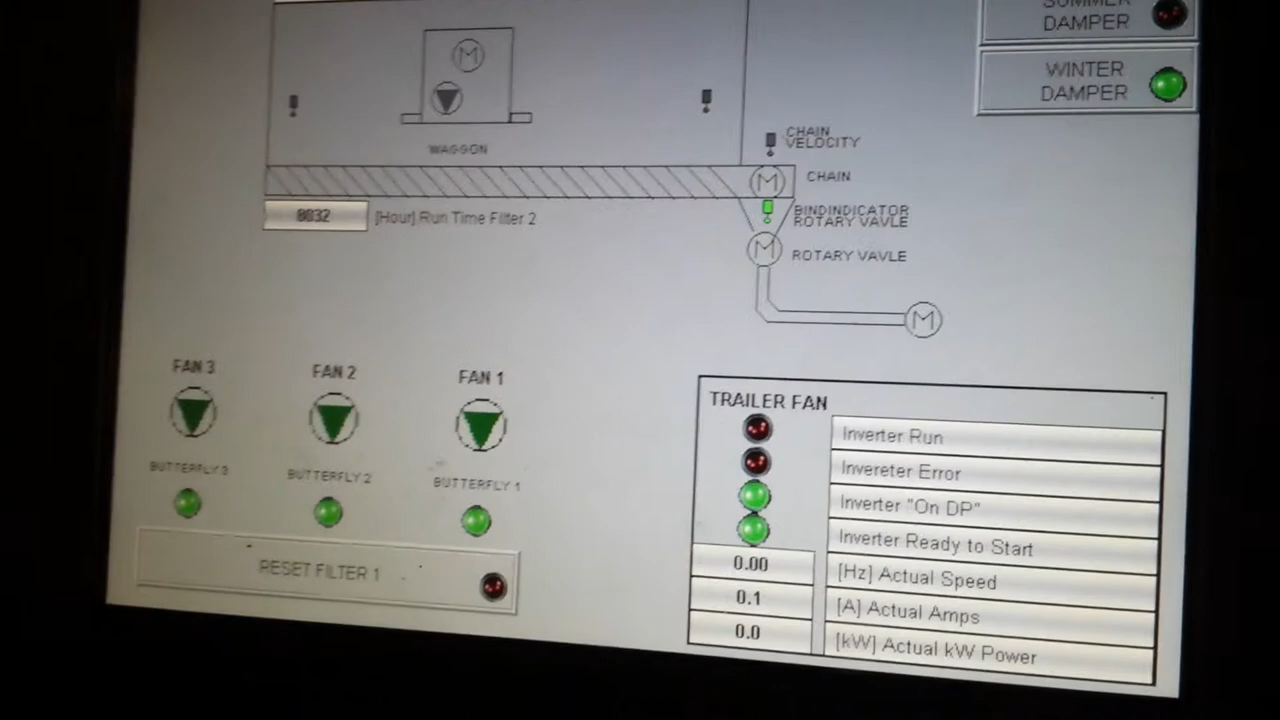 SUMMER
DAMPER
WINTER
DAMPER
M
WAGGON
CHAIN
VELOCITY
M
CHAIN
8032
[Hour] Run Time Filter 2
BINDINDICATOR
ROTARY VAVLE
M
ROTARY VAVLE
M
FAN 3
FAN 2
FAN 1
BUTTERFLY 3
BUTTERFLY 2
BUTTERFLY 1
RESET FILTER 1
TRAILER FAN
Inverter Run
Invereter Error
Inverter "On DP"
Inverter Ready to Start
0.00 [Hz] Actual Speed
0.1 [A] Actual Amps
0.0 [kW] Actual kW Power